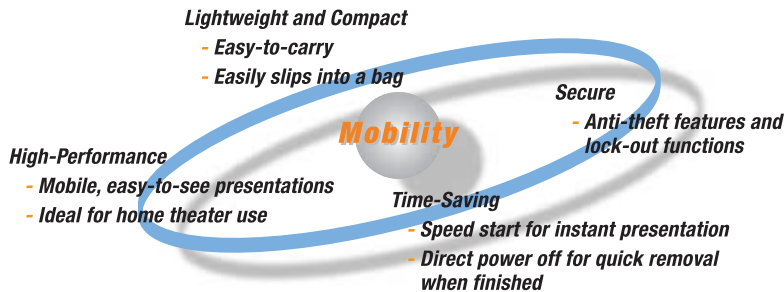 Lightweight and Compact
- Easy-to-carry
- Easily slips into a bag
Secure
- Anti-theft features and
lock-out functions
Mobility
High-Performance
- Mobile, easy-to-see presentations
- Ideal for home theater use
Time-Saving
- Speed start for instant presentation
- Direct power off for quick removal
when finished